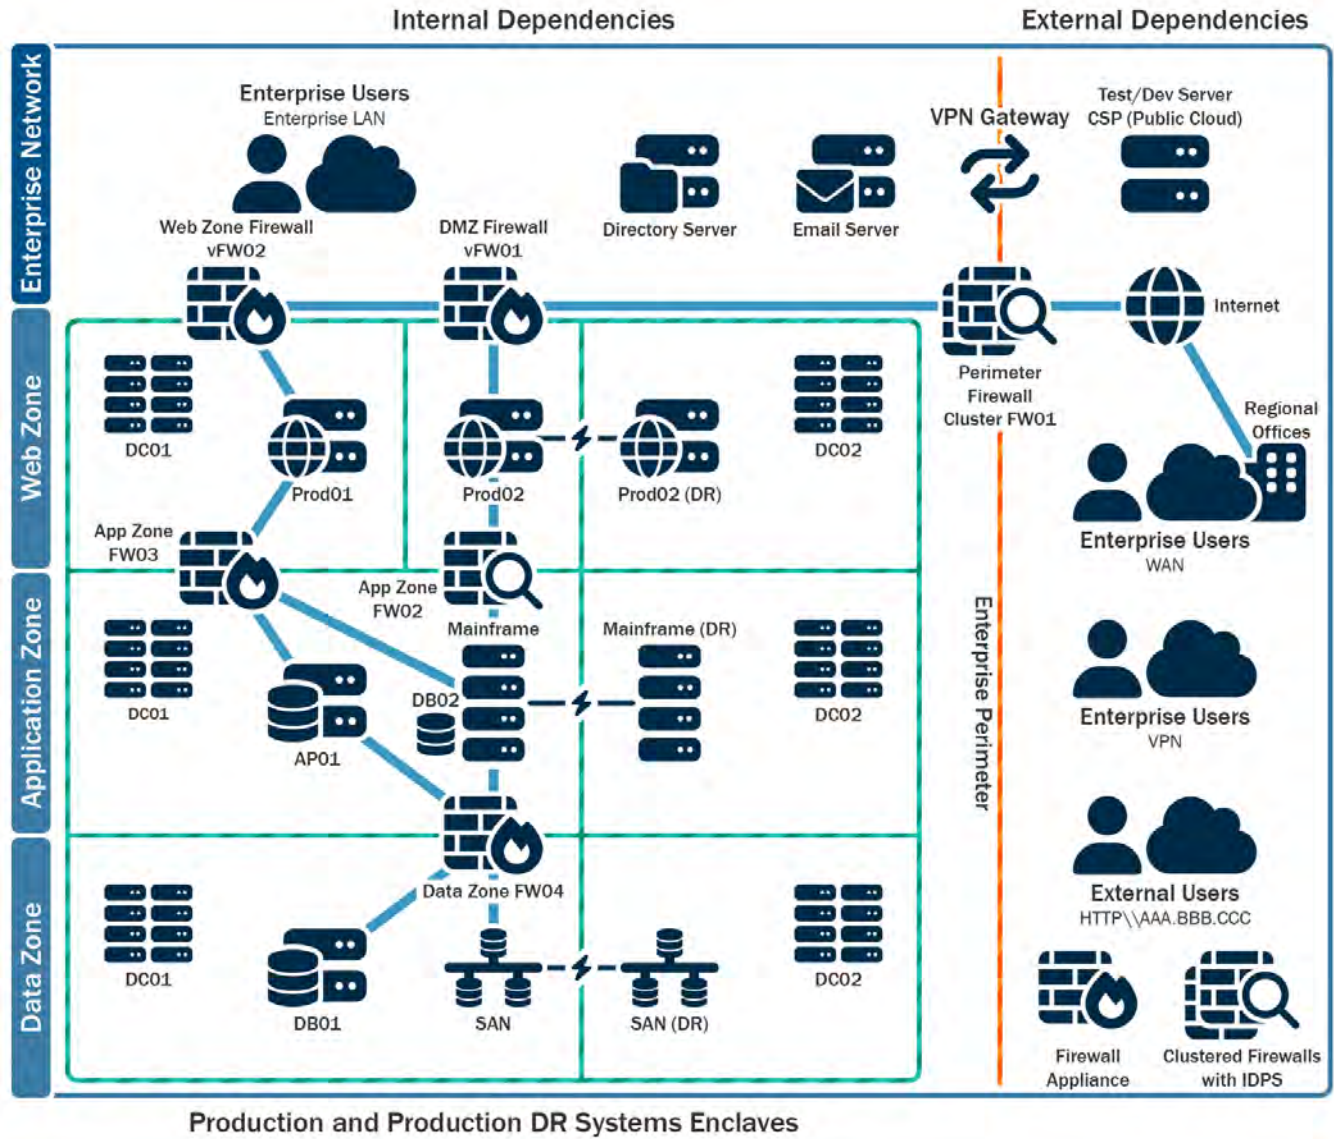 Internal Dependencies
External Dependencies
Enterprise Network
Enterprise Users
Enterprise LAN
Web Zone Firewall
vFW02
DMZ Firewall
vFW01
Directory Server
Email Server
VPN Gateway
Test/Dev Server
CSP (Public Cloud)
Internet
Perimeter
Firewall
Cluster FW01
Regional
Offices
Web Zone
DC01
Prod01
Prod02
Prod02 (DR)
DC02
App Zone
FW03
App Zone
FW02
Enterprise Users
WAN
Application Zone
DC01
AP01
Mainframe
DB02
Mainframe (DR)
DC02
Enterprise Perimeter
Enterprise Users
VPN
Data Zone FW04
External Users
HTTP\\AAA.BBB.CCC
Data Zone
DC01
DB01
SAN
SAN (DR)
DC02
Firewall
Appliance
Clustered Firewalls
with IDPS
Production and Production DR Systems Enclaves